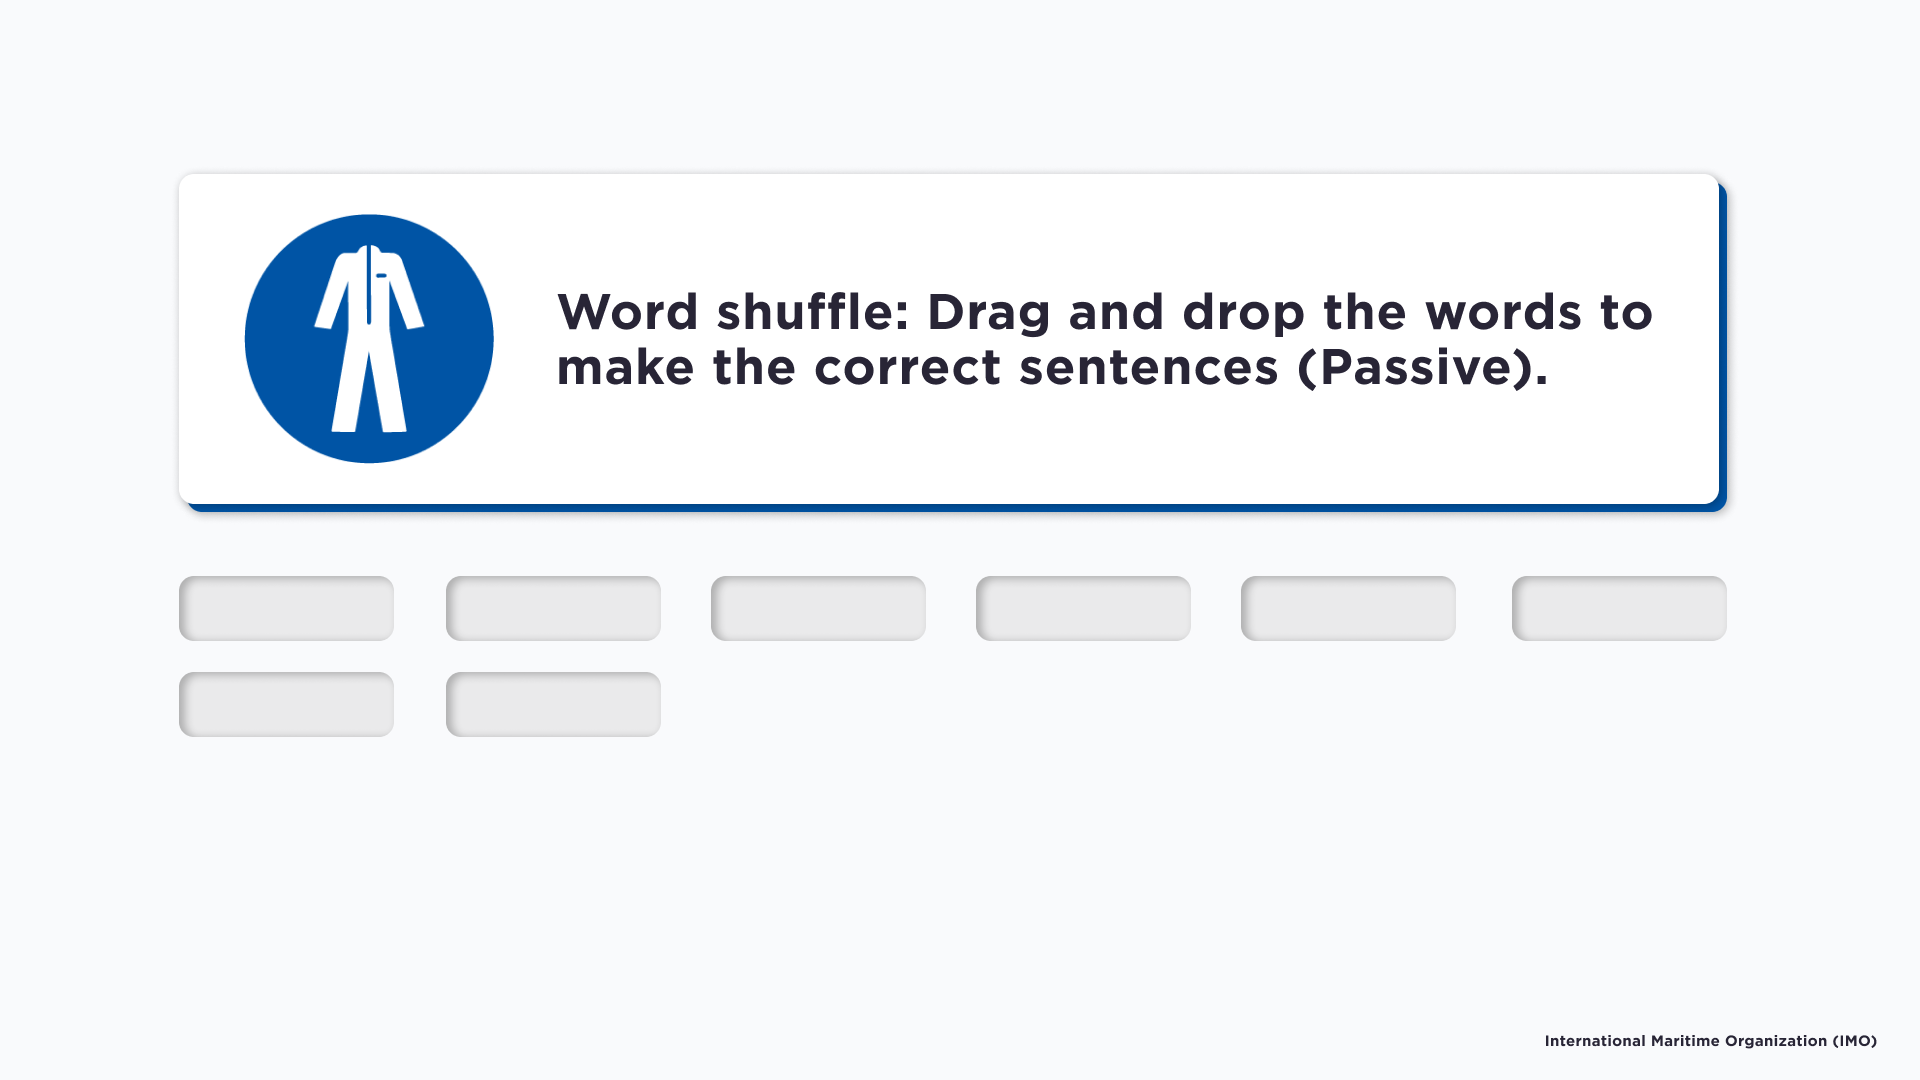 Word shuffle: Drag and drop the words to
make the correct sentences (Passive).
International Maritime Organization (IMO)